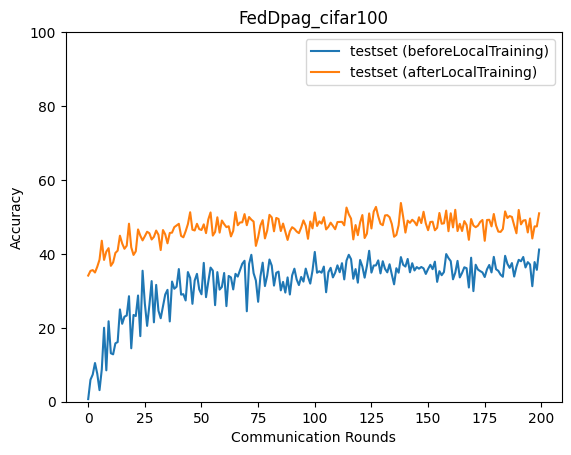 FedDpag_cifar100
testset (beforeLocalTraining)
testset (afterLocalTraining)
Accuracy
100
80
60
40
20
0
0 25 50 75 100 125 150 175 200
Communication Rounds